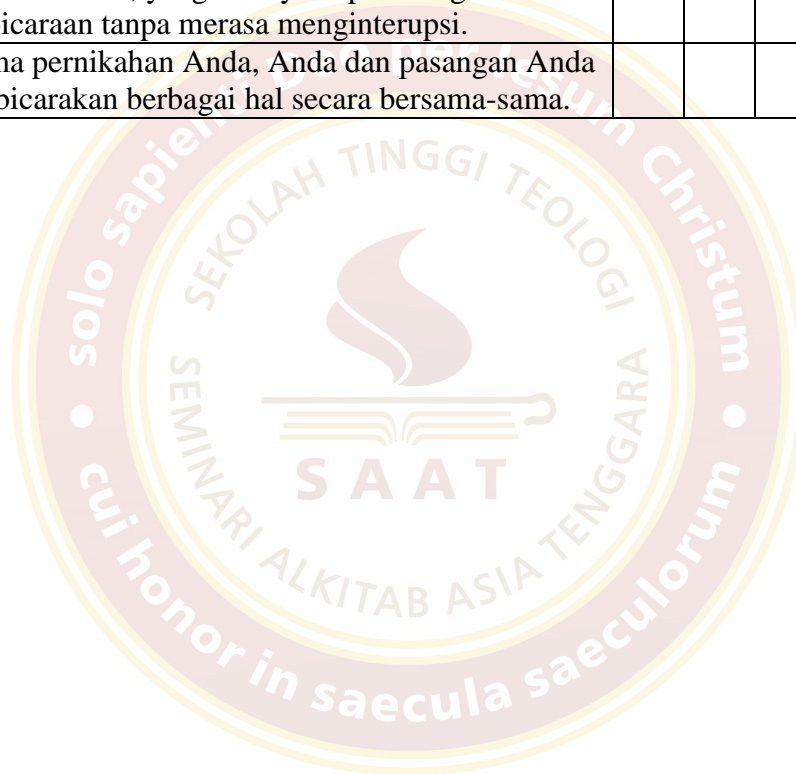 picaraan tanpa merasa menginterupsi.
na pernikahan Anda, Anda dan pasangan Anda
bicarakan berbagai hal secara bersama-sama.
solo sapienti Deo per Iesum Christum
SEKOLAH TINGGI TEOLOGI
SAAT
SEMINARI ALKITAB ASIA TENGGARA
cui honor in saecula saeculorum